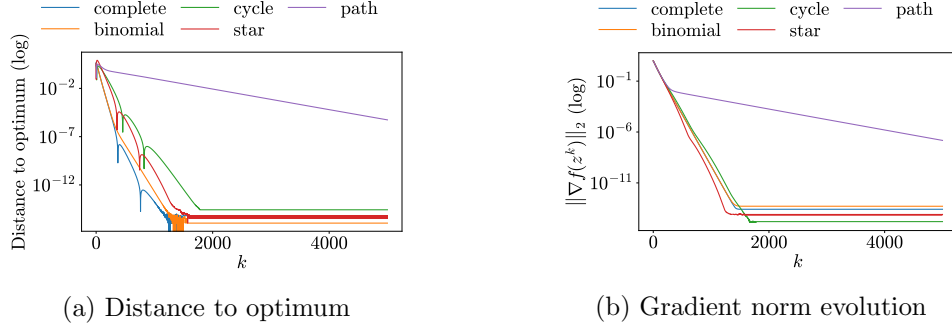 complete cycle path
binomial star
Distance to optimum (log)
10⁻²
10⁻⁷
10⁻¹²
0 2000 4000
k
(a) Distance to optimum
complete cycle path
binomial star
||∇f(zᵏ)||₂ (log)
10⁻¹
10⁻⁶
10⁻¹¹
0 2000 4000
k
(b) Gradient norm evolution